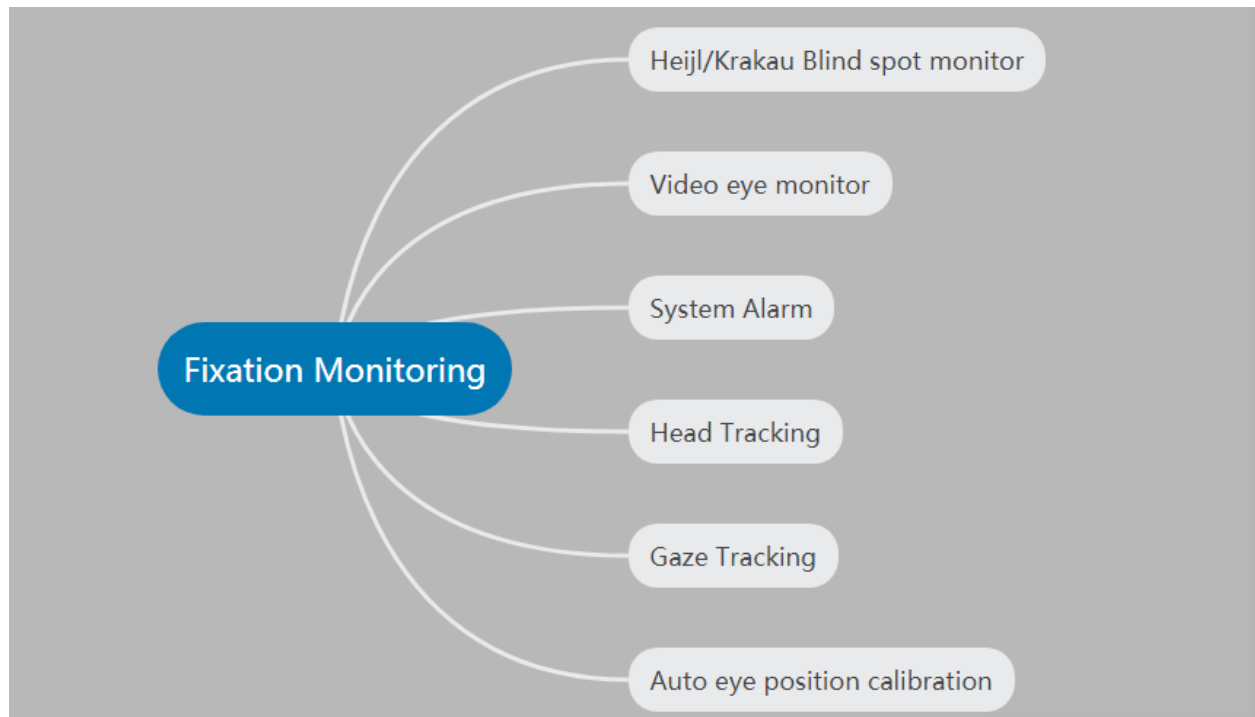 Heijl/Krakau Blind spot monitor
Video eye monitor
System Alarm
Fixation Monitoring
Head Tracking
Gaze Tracking
Auto eye position calibration